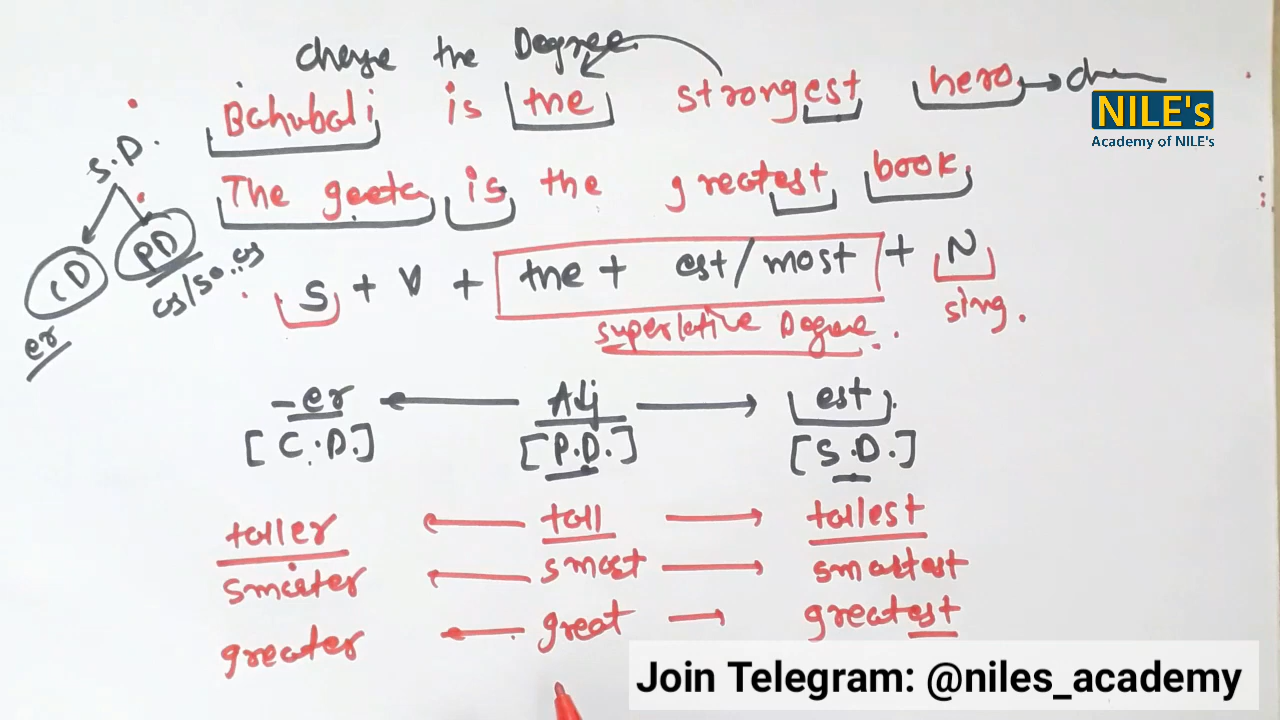 change the Degree.
Bahubali is the strongest hero
NILE's
Academy of NILE's
S.D.
The geeta is the greatest book
CD PD
as/so..as
er
S + V + the + est/most + N
superlative Degree.
sing.
-er Adj est.
[C.D.] [P.D.] [S.D.]
taller tall tallest
smarter smart smartest
greater great greatest
Join Telegram: @niles_academy